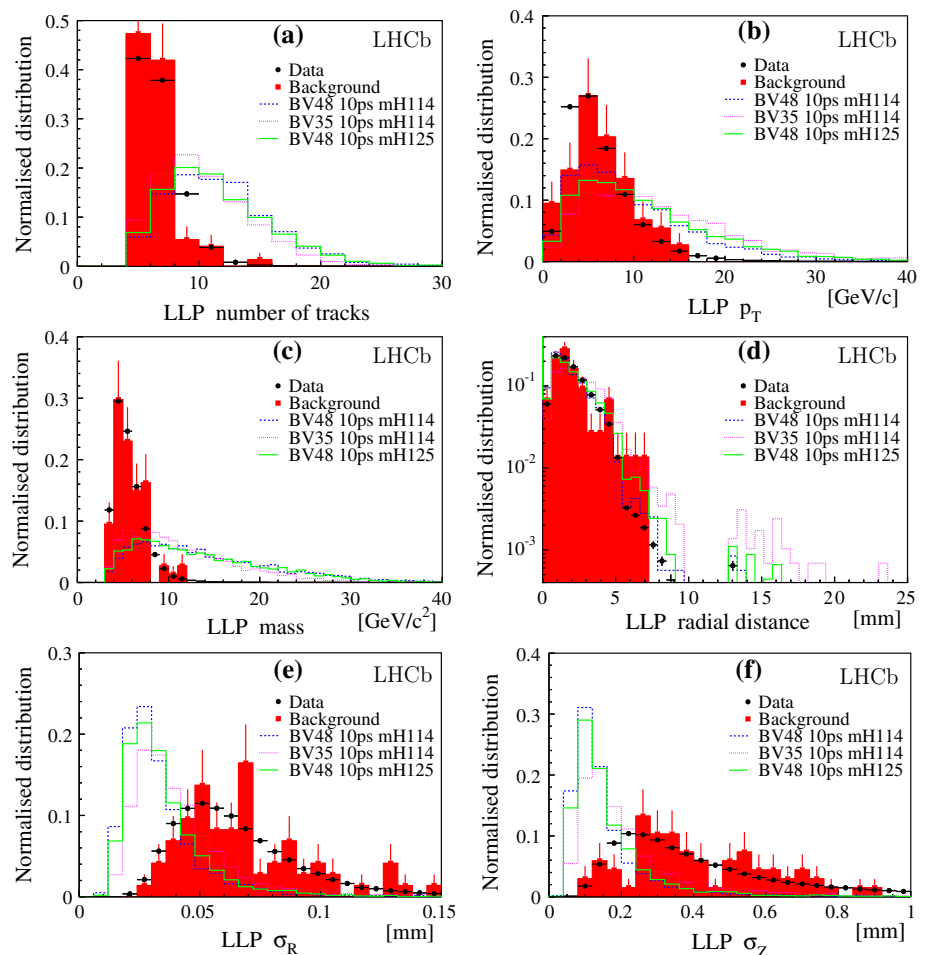 (a)
LHCb
Normalised distribution
Data
Background
BV48 10ps mH114
BV35 10ps mH114
BV48 10ps mH125
0.5
0.4
0.3
0.2
0.1
0
0 10 20 30
LLP number of tracks
(b)
LHCb
Normalised distribution
Data
Background
BV48 10ps mH114
BV35 10ps mH114
BV48 10ps mH125
0.4
0.3
0.2
0.1
0
0 10 20 30 40
LLP pT [GeV/c]
(c)
LHCb
Normalised distribution
Data
Background
BV48 10ps mH114
BV35 10ps mH114
BV48 10ps mH125
0.4
0.3
0.2
0.1
0
0 10 20 30 40
LLP mass [GeV/c²]
(d)
LHCb
Normalised distribution
Data
Background
BV48 10ps mH114
BV35 10ps mH114
BV48 10ps mH125
10⁻¹
10⁻²
10⁻³
0 5 10 15 20 25
LLP radial distance [mm]
(e)
LHCb
Normalised distribution
Data
Background
BV48 10ps mH114
BV35 10ps mH114
BV48 10ps mH125
0.3
0.2
0.1
0
0 0.05 0.1 0.15
LLP σR [mm]
(f)
LHCb
Normalised distribution
Data
Background
BV48 10ps mH114
BV35 10ps mH114
BV48 10ps mH125
0.4
0.3
0.2
0.1
0
0 0.2 0.4 0.6 0.8 1
LLP σZ [mm]